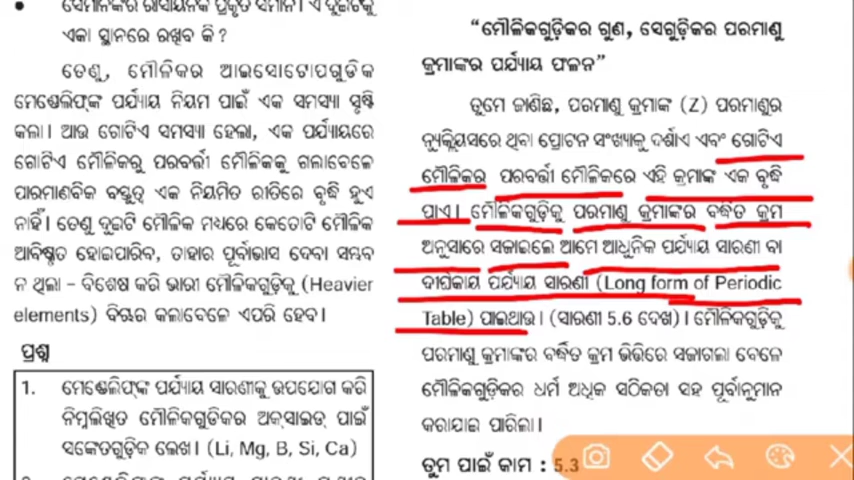 ସେମାନଙ୍କର ରାସାୟନିକ ପ୍ରକୃତି ସମାନ। ଏ ଦୁଇଟିକୁ
ଏକା ସ୍ଥାନରେ ରଖିବ କି ?
ତେଣୁ, ମୌଳିକର ଆଇସୋଟୋପଗୁଡିକ
ମେଣ୍ଡେଲିଫ୍‌ଙ୍କ ପର୍ଯ୍ୟାୟ ନିୟମ ପାଇଁ ଏକ ସମସ୍ୟା ସୃଷ୍ଟି
କଲା। ଆଉ ଗୋଟିଏ ସମସ୍ୟା ହେଲା, ଏକ ପର୍ଯ୍ୟାୟରେ
ଗୋଟିଏ ମୌଳିକରୁ ପରବର୍ତ୍ତୀ ମୌଳିକକୁ ଗଲାବେଳେ
ପାରମାଣବିକ ବସ୍ତୁତ୍ଵ ଏକ ନିୟମିତ ରୀତିରେ ବୃଦ୍ଧି ହୁଏ
ନାହିଁ। ତେଣୁ ଦୁଇଟି ମୌଳିକ ମଧ୍ୟରେ କେତୋଟି ମୌଳିକ
ଆବିଷ୍କୃତ ହୋଇପାରିବ, ତାହାର ପୂର୍ବାଭାସ ଦେବା ସମ୍ଭବ
ନ ଥିଲା – ବିଶେଷ କରି ଭାରୀ ମୌଳିକଗୁଡ଼ିକୁ (Heavier
elements) ବିଚାର କଲାବେଳେ ଏପରି ହେବ।
ପ୍ରଶ୍ନ
1. ମେଣ୍ଡେଲିଫ୍‌ଙ୍କ ପର୍ଯ୍ୟାୟ ସାରଣୀକୁ ଉପଯୋଗ କରି
ନିମ୍ନଲିଖିତ ମୌଳିକଗୁଡିକର ଅକ୍‌ସାଇଡ୍ ପାଇଁ
ସଙ୍କେତଗୁଡ଼ିକ ଲେଖ। (Li, Mg, B, Si, Ca)
“ମୌଳିକଗୁଡ଼ିକର ଗୁଣ, ସେଗୁଡ଼ିକର ପରମାଣୁ
କ୍ରମାଙ୍କର ପର୍ଯ୍ୟାୟ ଫଳନ”
ତୁମେ ଜାଣିଛ, ପରମାଣୁ କ୍ରମାଙ୍କ (Z) ପରମାଣୁର
ନ୍ୟୁକ୍ଲିୟସରେ ଥିବା ପ୍ରୋଟନ ସଂଖ୍ୟାକୁ ଦର୍ଶାଏ ଏବଂ ଗୋଟିଏ
ମୌଳିକର ପରବର୍ତ୍ତୀ ମୌଳିକରେ ଏହି କ୍ରମାଙ୍କ ଏକ ବୃଦ୍ଧି
ପାଏ। ମୌଳିକଗୁଡ଼ିକୁ ପରମାଣୁ କ୍ରମାଙ୍କର ବର୍ଦ୍ଧିତ କ୍ରମ
ଅନୁସାରେ ସଜାଇଲେ ଆମେ ଆଧୁନିକ ପର୍ଯ୍ୟାୟ ସାରଣୀ ବା
ଦୀର୍ଘକାୟ ପର୍ଯ୍ୟାୟ ସାରଣୀ (Long form of Periodic
Table) ପାଇଥାଉ। (ସାରଣୀ 5.6 ଦେଖ)। ମୌଳିକଗୁଡ଼ିକୁ
ପରମାଣୁ କ୍ରମାଙ୍କର ବର୍ଦ୍ଧିତ କ୍ରମ ଭିତ୍ତିରେ ସଜାଗଲା ବେଳେ
ମୌଳିକଗୁଡ଼ିକର ଧର୍ମ ଅଧିକ ସଠିକତା ସହ ପୂର୍ବାନୁମାନ
କରାଯାଇ ପାରିଲା।
ତୁମ ପାଇଁ କାମ : 5.3